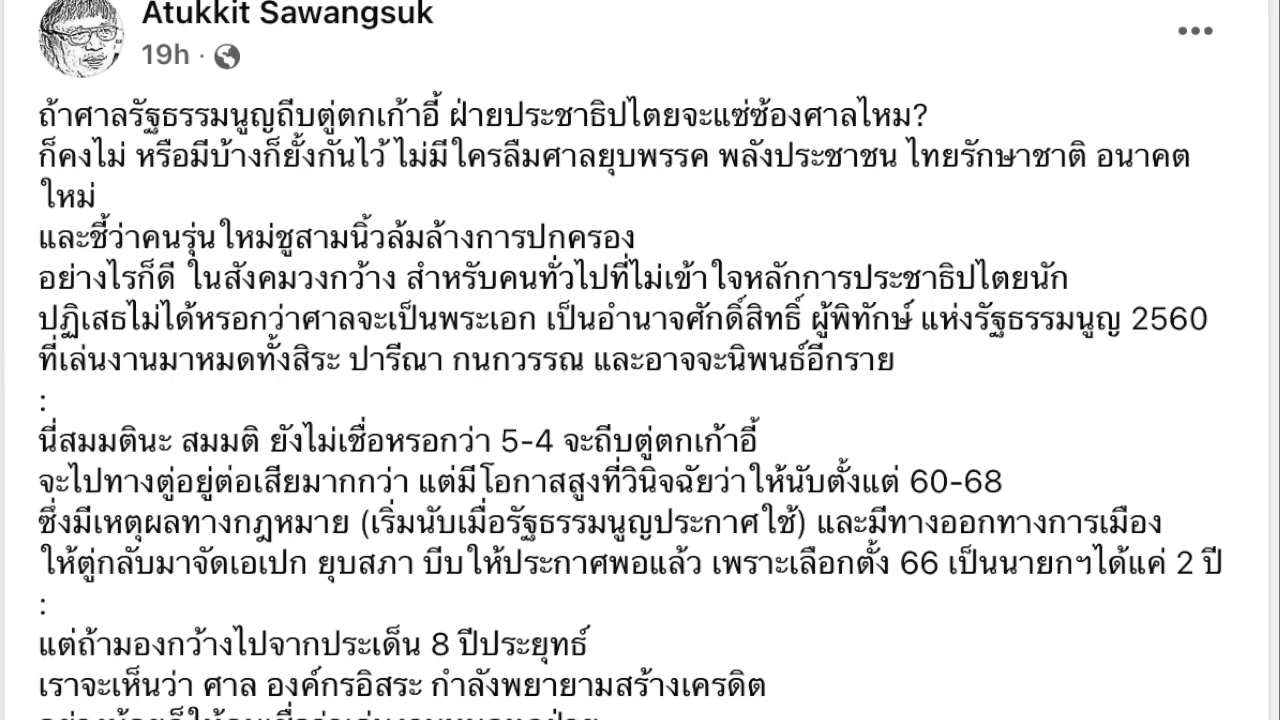 Atukkit Sawangsuk
19h ·
ถ้าศาลรัฐธรรมนูญถีบตู่ตกเก้าอี้ ฝ่ายประชาธิปไตยจะแซ่ซ้องศาลไหม?
ก็คงไม่ หรือมีบ้างก็ยั้งกันไว้ ไม่มีใครลืมศาลยุบพรรค พลังประชาชน ไทยรักษาชาติ อนาคต
ใหม่
และชี้ว่าคนรุ่นใหม่ชูสามนิ้วล้มล้างการปกครอง
อย่างไรก็ดี ในสังคมวงกว้าง สำหรับคนทั่วไปที่ไม่เข้าใจหลักการประชาธิปไตยนัก
ปฏิเสธไม่ได้หรอกว่าศาลจะเป็นพระเอก เป็นอำนาจศักดิ์สิทธิ์ ผู้พิทักษ์ แห่งรัฐธรรมนูญ 2560
ที่เล่นงานมาหมดทั้งสิระ ปารีณา กนกวรรณ และอาจจะนิพนธ์อีกราย
:
นี่สมมตินะ สมมติ ยังไม่เชื่อหรอกว่า 5-4 จะถีบตู่ตกเก้าอี้
จะไปทางตู่อยู่ต่อเสียมากกว่า แต่มีโอกาสสูงที่วินิจฉัยว่าให้นับตั้งแต่ 60-68
ซึ่งมีเหตุผลทางกฎหมาย (เริ่มนับเมื่อรัฐธรรมนูญประกาศใช้) และมีทางออกทางการเมือง
ให้ตู่กลับมาจัดเอเปก ยุบสภา บีบให้ประกาศพอแล้ว เพราะเลือกตั้ง 66 เป็นนายกฯได้แค่ 2 ปี
:
แต่ถ้ามองกว้างไปจากประเด็น 8 ปีประยุทธ์
เราจะเห็นว่า ศาล องค์กรอิสระ กำลังพยายามสร้างเครดิต